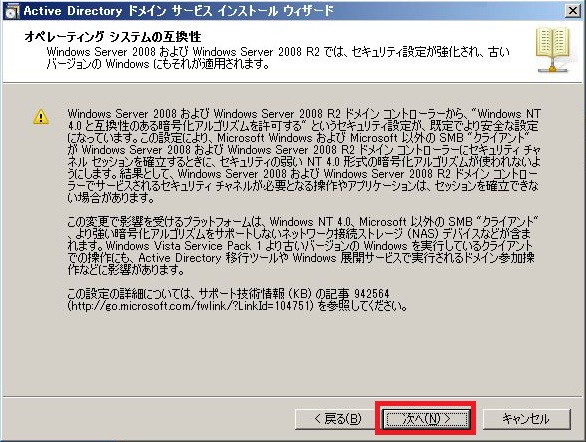 Active Directory ドメイン サービス インストール ウィザード
オペレーティング システムの互換性
Windows Server 2008 および Windows Server 2008 R2 では、セキュリティ設定が強化され、古い
バージョンの Windows にもそれが適用されます。
Windows Server 2008 および Windows Server 2008 R2 ドメイン コントローラーから、"Windows NT
4.0 と互換性のある暗号化アルゴリズムを許可する" というセキュリティ設定が、既定でより安全な設定
になっています。この設定により、Microsoft Windows および Microsoft 以外の SMB "クライアント"
が Windows Server 2008 および Windows Server 2008 R2 ドメイン コントローラーにセキュリティ チャ
ネル セッションを確立するときに、セキュリティの弱い NT 4.0 形式の暗号化アルゴリズムが使われないよ
うにします。結果として、Windows Server 2008 および Windows Server 2008 R2 ドメイン コントロー
ラーでサービスされるセキュリティ チャネルが必要となる操作やアプリケーションは、セッションを確立できな
い場合があります。
この変更で影響を受けるプラットフォームは、Windows NT 4.0、Microsoft 以外の SMB "クライアント"
、より強い暗号化アルゴリズムをサポートしないネットワーク接続ストレージ (NAS) デバイスなどが含ま
れます。Windows Vista Service Pack 1 より古いバージョンの Windows を実行しているクライアント
での操作にも、Active Directory 移行ツールや Windows 展開サービスで実行されるドメイン参加操
作などに影響があります。
この設定の詳細については、サポート技術情報 (KB) の記事 942564
(http://go.microsoft.com/fwlink/?LinkId=104751) を参照してください。
< 戻る(B) 次へ(N) > キャンセル